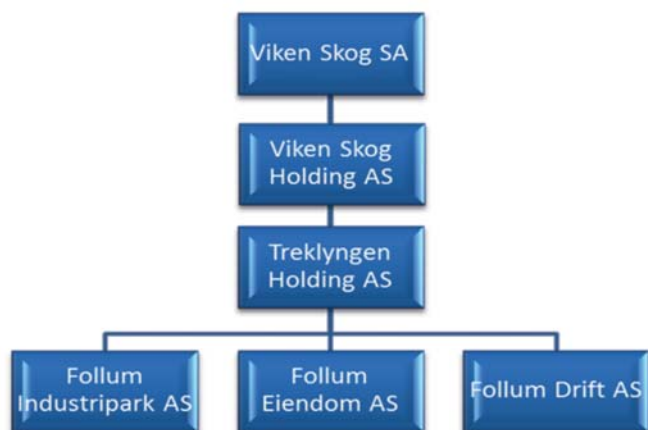 Viken Skog SA
Viken Skog
Holding AS
Treklyngen
Holding AS
Follum
Industripark AS
Follum
Eiendom AS
Follum Drift AS